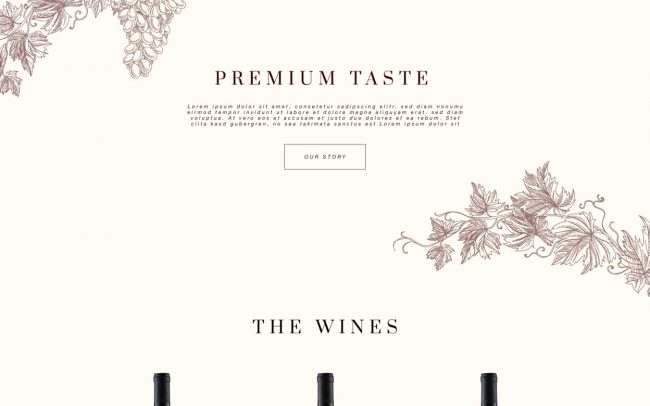 PREMIUM TASTE
Lorem ipsum dolor sit amet, consetetur sadipscing elitr, sed diam nonumy
eirmod tempor invidunt ut labore et dolore magna aliquyam erat, sed diam
voluptua. At vero eos et accusam et justo duo dolores et ea rebum. Stet
clita kasd gubergren, no sea takimata sanctus est Lorem ipsum dolor sit
OUR STORY
THE WINES